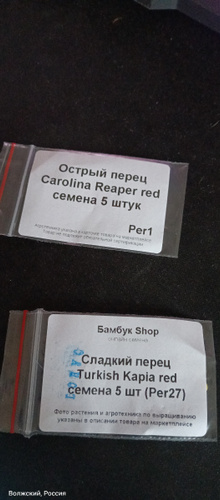 Острый перец
Carolina Reaper red
семена 5 штук
Per1
Бамбук Shop
Сладкий перец
Turkish Kapia red
семена 5 шт (Per27)
Фото растения и агротехника по выращиванию
указаны в описании товара на маркетплейсе
Волжский, Россия